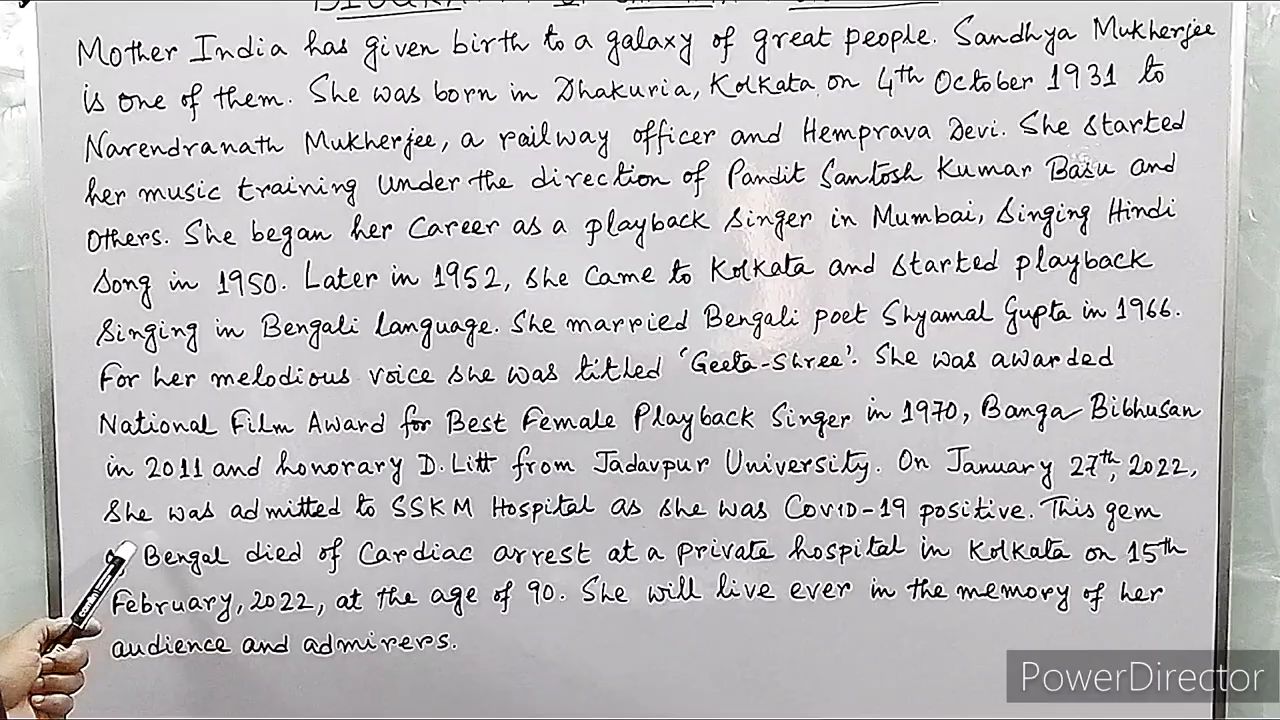 Mother India has given birth to a galaxy of great people. Sandhya Mukherjee
is one of them. She was born in Dhakuria, Kolkata on 4th October 1931 to
Narendranath Mukherjee, a railway officer and Hemprava Devi. She started
her music training under the direction of Pandit Santosh Kumar Basu and
others. She began her career as a playback singer in Mumbai, singing Hindi
song in 1950. Later in 1952, she came to Kolkata and started playback
singing in Bengali language. She married Bengali poet Shyamal Gupta in 1966.
For her melodious voice she was titled 'Geeta-Shree'. She was awarded
National Film Award for Best Female Playback Singer in 1970, Banga Bibhusan
in 2011 and honorary D.Litt from Jadavpur University. On January 27th, 2022,
she was admitted to SSKM Hospital as she was Covid-19 positive. This gem
Bengal died of Cardiac arrest at a private hospital in Kolkata on 15th
February, 2022, at the age of 90. She will live ever in the memory of her
audience and admirers.
PowerDirector